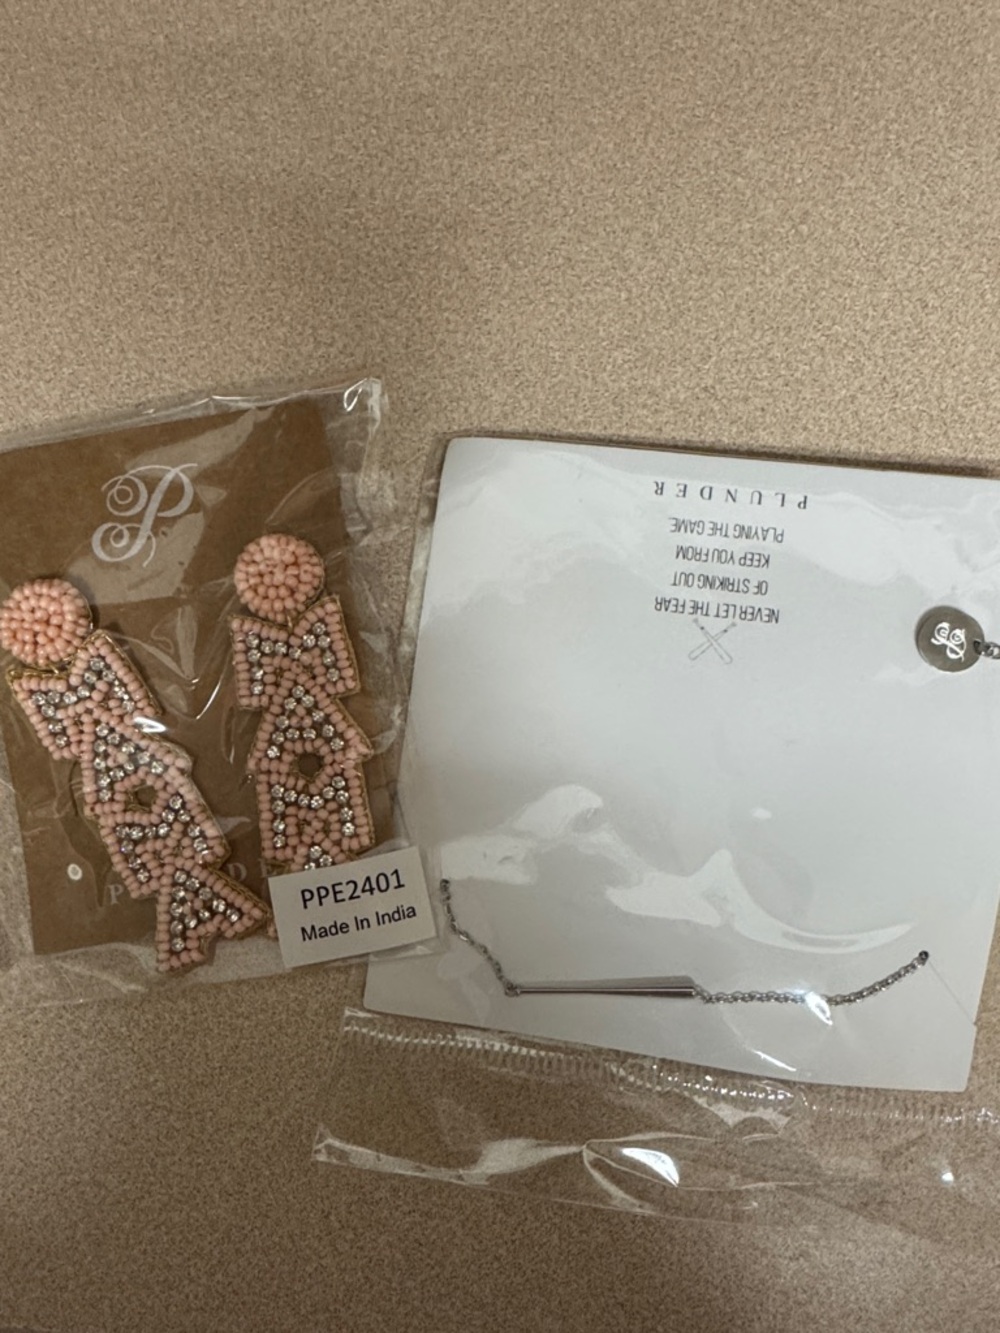 P
MAMA
MAMA
PPE2401
Made In India
NEVER LET THE FEAR
OF STRIKING OUT
KEEP YOU FROM
PLAYING THE GAME
PLUNDER